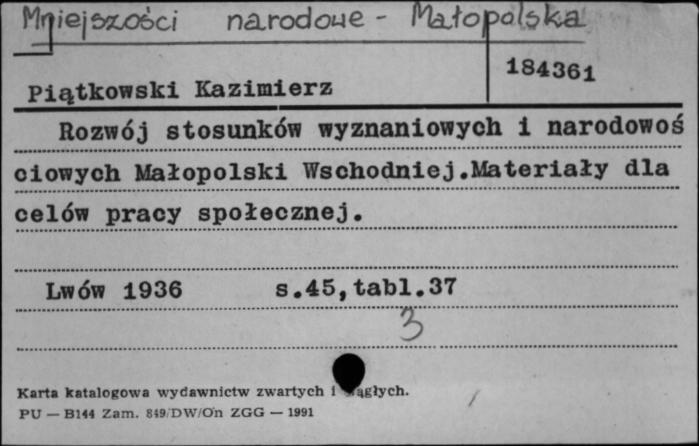 Mniejszości narodowe - Małopolska
184361
Piątkowski Kazimierz
Rozwój stosunków wyznaniowych i narodowoś
ciowych Małopolski Wschodniej.Materiały dla
celów pracy społecznej.
Lwów 1936 s.45,tabl.37
3
Karta katalogowa wydawnictw zwartych i
PU — B144 Zam. 849/DW/On ZGG — 1991